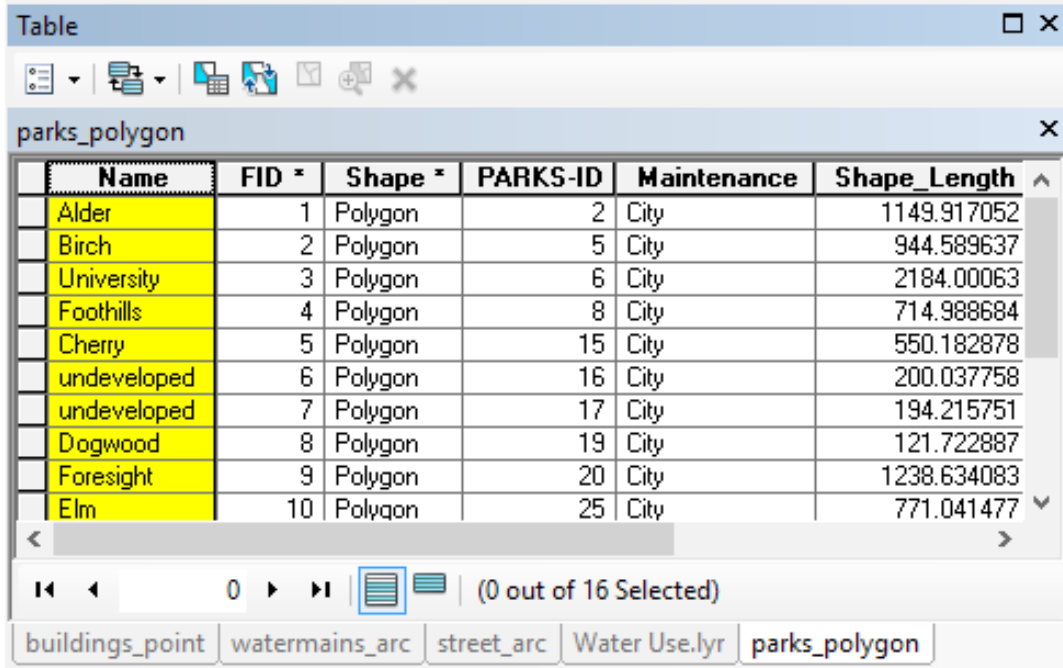 Table
parks_polygon
Name FID * Shape * PARKS-ID Maintenance Shape_Length
Alder 1 Polygon 2 City 1149.917052
Birch 2 Polygon 5 City 944.589637
University 3 Polygon 6 City 2184.00063
Foothills 4 Polygon 8 City 714.988684
Cherry 5 Polygon 15 City 550.182878
undeveloped 6 Polygon 16 City 200.037758
undeveloped 7 Polygon 17 City 194.215751
Dogwood 8 Polygon 19 City 121.722887
Foresight 9 Polygon 20 City 1238.634083
Elm 10 Polygon 25 City 771.041477
0 (0 out of 16 Selected)
buildings_point watermains_arc street_arc Water Use.lyr parks_polygon